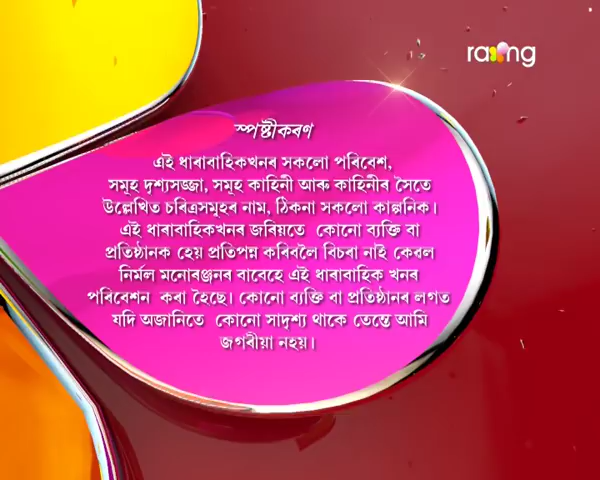 rang
স্পষ্টীকৰণ
এই ধাৰাবাহিকখনৰ সকলো পৰিবেশ,
সমূহ দৃশ্যসজ্জা, সমূহ কাহিনী আৰু কাহিনীৰ সৈতে
উল্লেখিত চৰিত্ৰসমূহৰ নাম, ঠিকনা সকলো কাল্পনিক।
এই ধাৰাবাহিকখনৰ জৰিয়তে কোনো ব্যক্তি বা
প্ৰতিষ্ঠানক হেয় প্ৰতিপন্ন কৰিবলৈ বিচৰা নাই কেৱল
নিৰ্মল মনোৰঞ্জনৰ বাবেহে এই ধাৰাবাহিক খনৰ
পৰিবেশন কৰা হৈছে। কোনো ব্যক্তি বা প্ৰতিষ্ঠানৰ লগত
যদি অজানিতে কোনো সাদৃশ্য থাকে তেন্তে আমি
জগৰীয়া নহয়।